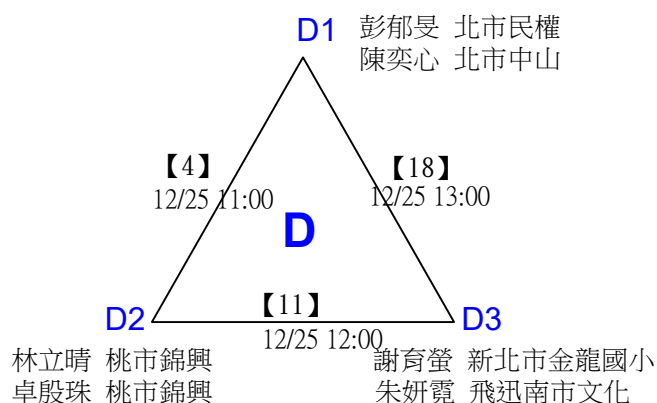 D1
彭郁旻 北市民權
陳奕心 北市中山
【4】
12/25 11:00
【18】
12/25 13:00
D
【11】
12/25 12:00
D2
D3
林立晴 桃市錦興
卓殷珠 桃市錦興
謝育螢 新北市金龍國小
朱妍霓 飛迅南市文化